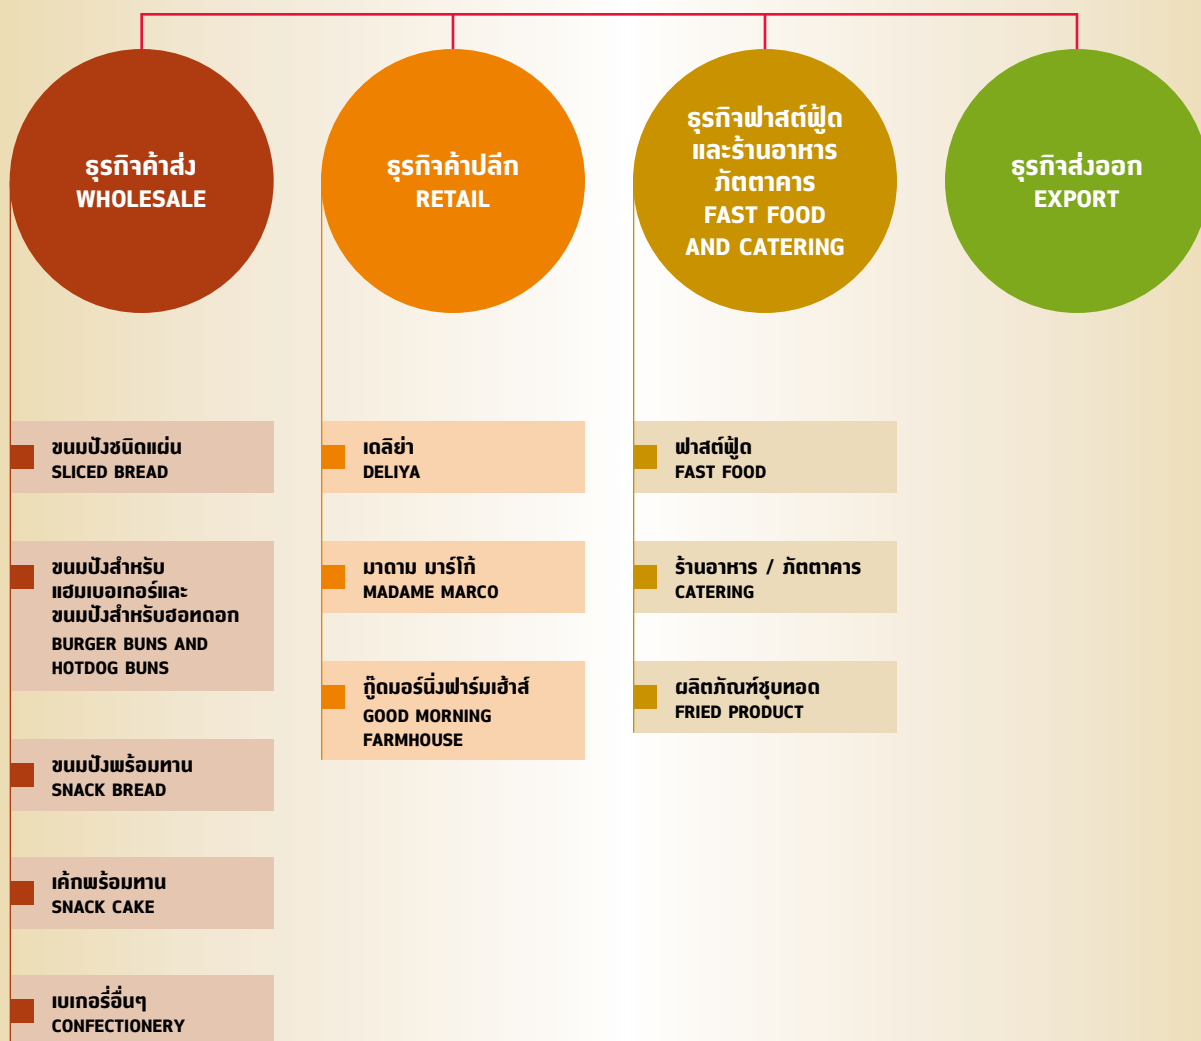 ธุรกิจค้าส่ง
WHOLESALE
ขนมปังชนิดแผ่น
SLICED BREAD
ขนมปังสำหรับ
แฮมเบอเกอร์และ
ขนมปังสำหรับฮอทดอก
BURGER BUNS AND
HOTDOG BUNS
ขนมปังพร้อมทาน
SNACK BREAD
เค้กพร้อมทาน
SNACK CAKE
เบเกอรี่อื่นๆ
CONFECTIONERY
ธุรกิจค้าปลีก
RETAIL
เดลิย่า
DELIYA
มาดาม มาร์โก้
MADAME MARCO
กู๊ดมอร์นิ่งฟาร์มเฮ้าส์
GOOD MORNING
FARMHOUSE
ธุรกิจฟาสต์ฟู้ด
และร้านอาหาร
ภัตตาคาร
FAST FOOD
AND CATERING
ฟาสต์ฟู้ด
FAST FOOD
ร้านอาหาร / ภัตตาคาร
CATERING
ผลิตภัณฑ์ชุบทอด
FRIED PRODUCT
ธุรกิจส่งออก
EXPORT